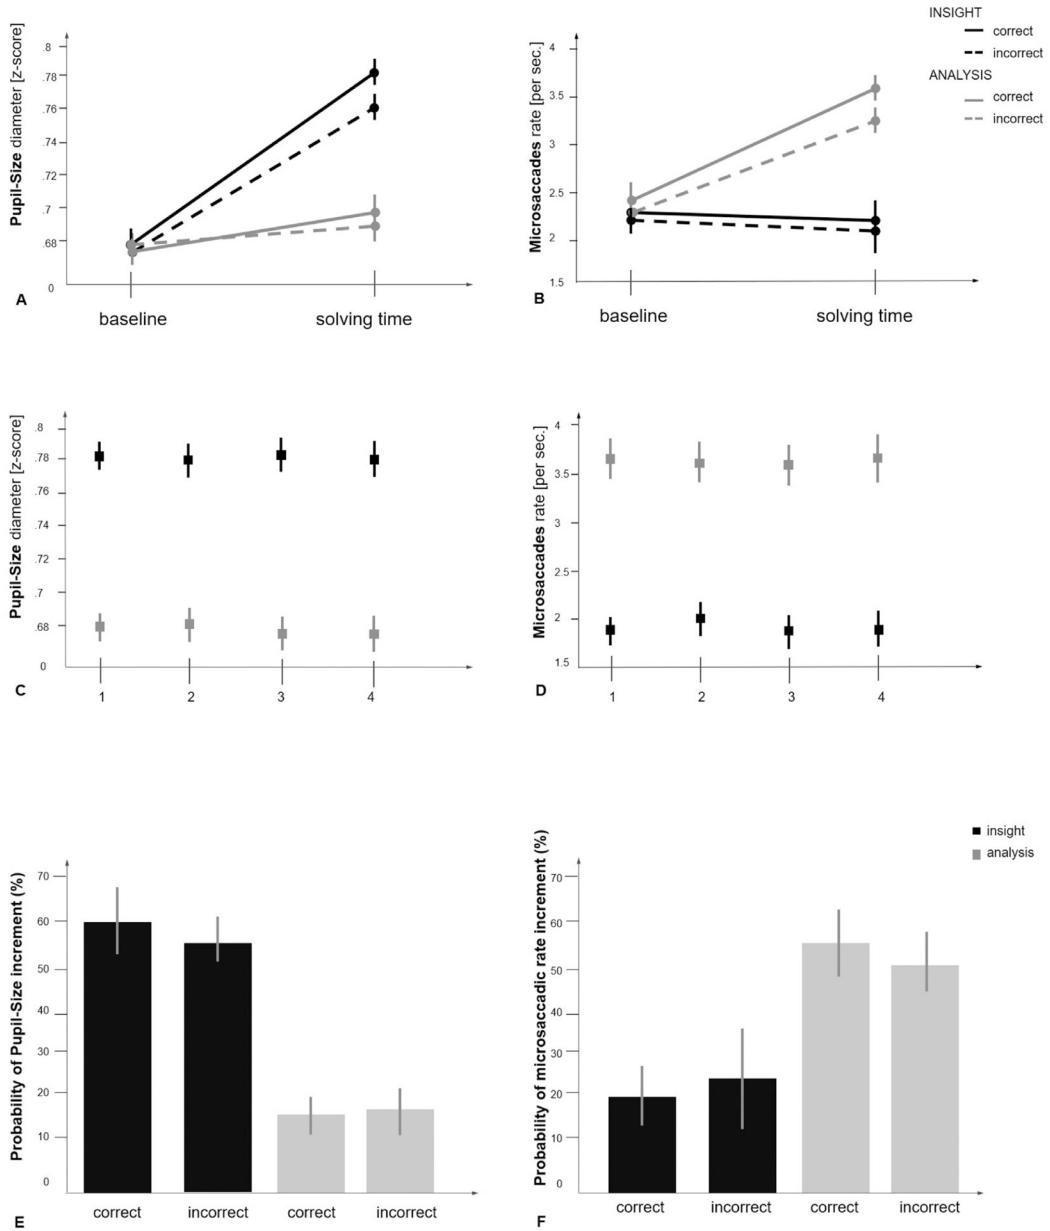 INSIGHT
correct
incorrect
ANALYSIS
correct
incorrect
Pupil-Size diameter [z-score]
.8
.78
.76
.74
.72
.7
.68
0
A
baseline
solving time
Microsaccades rate [per sec.]
4
3.5
3
2.5
2
1.5
B
baseline
solving time
Pupil-Size diameter [z-score]
.8
.78
.76
.74
.72
.7
.68
0
C
1
2
3
4
Microsaccades rate [per sec.]
4
3.5
3
2.5
2
1.5
D
1
2
3
4
Probability of Pupil-Size increment (%)
70
60
50
40
30
20
10
0
E
correct
incorrect
correct
incorrect
Probability of microsaccadic rate increment (%)
70
60
50
40
30
20
10
0
F
correct
incorrect
correct
incorrect
insight
analysis